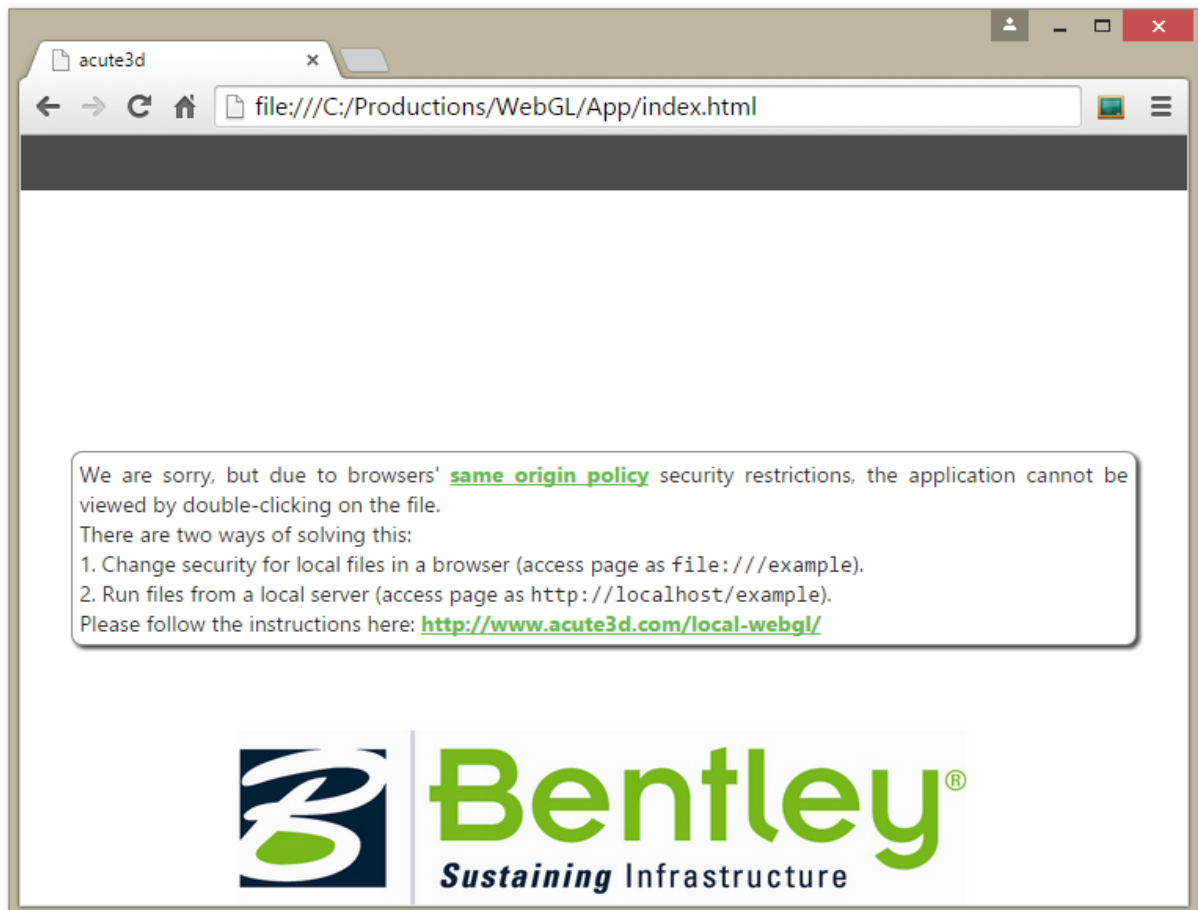 acute3d
file:///C:/Productions/WebGL/App/index.html
We are sorry, but due to browsers' same origin policy security restrictions, the application cannot be
viewed by double-clicking on the file.
There are two ways of solving this:
1. Change security for local files in a browser (access page as file:///example).
2. Run files from a local server (access page as http://localhost/example).
Please follow the instructions here: http://www.acute3d.com/local-webgl/
B Bentley®
Sustaining Infrastructure